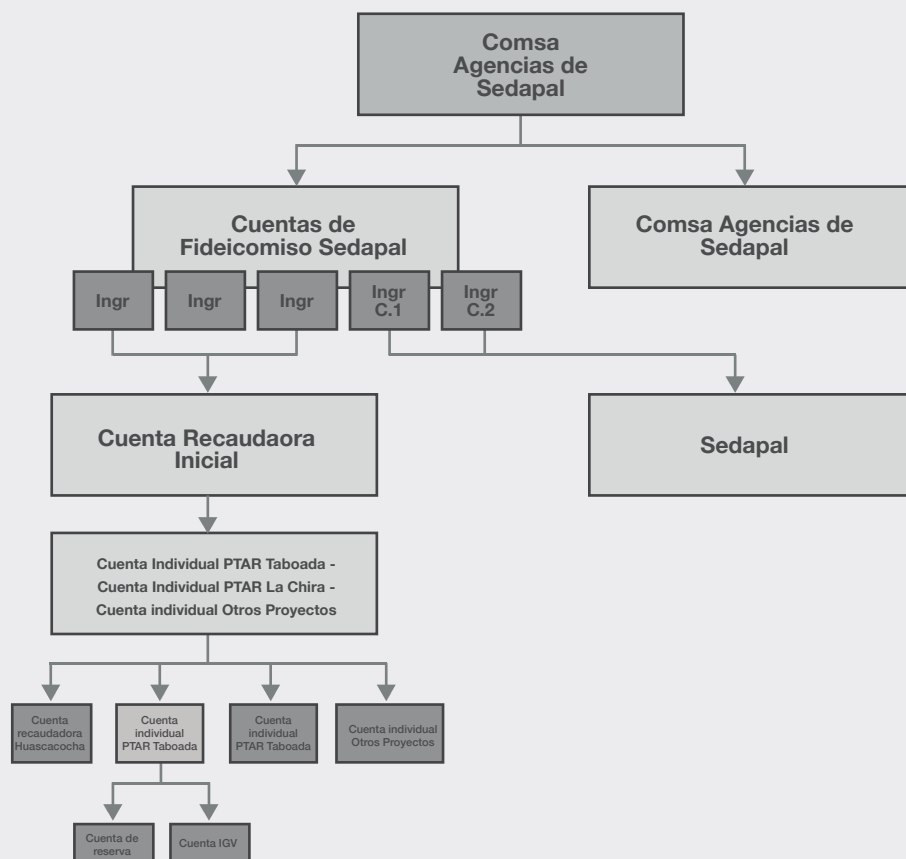 Comsa
Agencias de
Sedapal
Cuentas de
Fideicomiso Sedapal
Comsa Agencias de
Sedapal
Ingr
Ingr
Ingr
Ingr
C.1
Ingr
C.2
Cuenta Recaudaora
Inicial
Sedapal
Cuenta Individual PTAR Taboada -
Cuenta Individual PTAR La Chira -
Cuenta individual Otros Proyectos
Cuenta
recaudadora
Huascacocha
Cuenta
individual
PTAR Taboada
Cuenta
individual
PTAR Taboada
Cuenta individual
Otros Proyectos
Cuenta de
reserva
Cuenta IGV